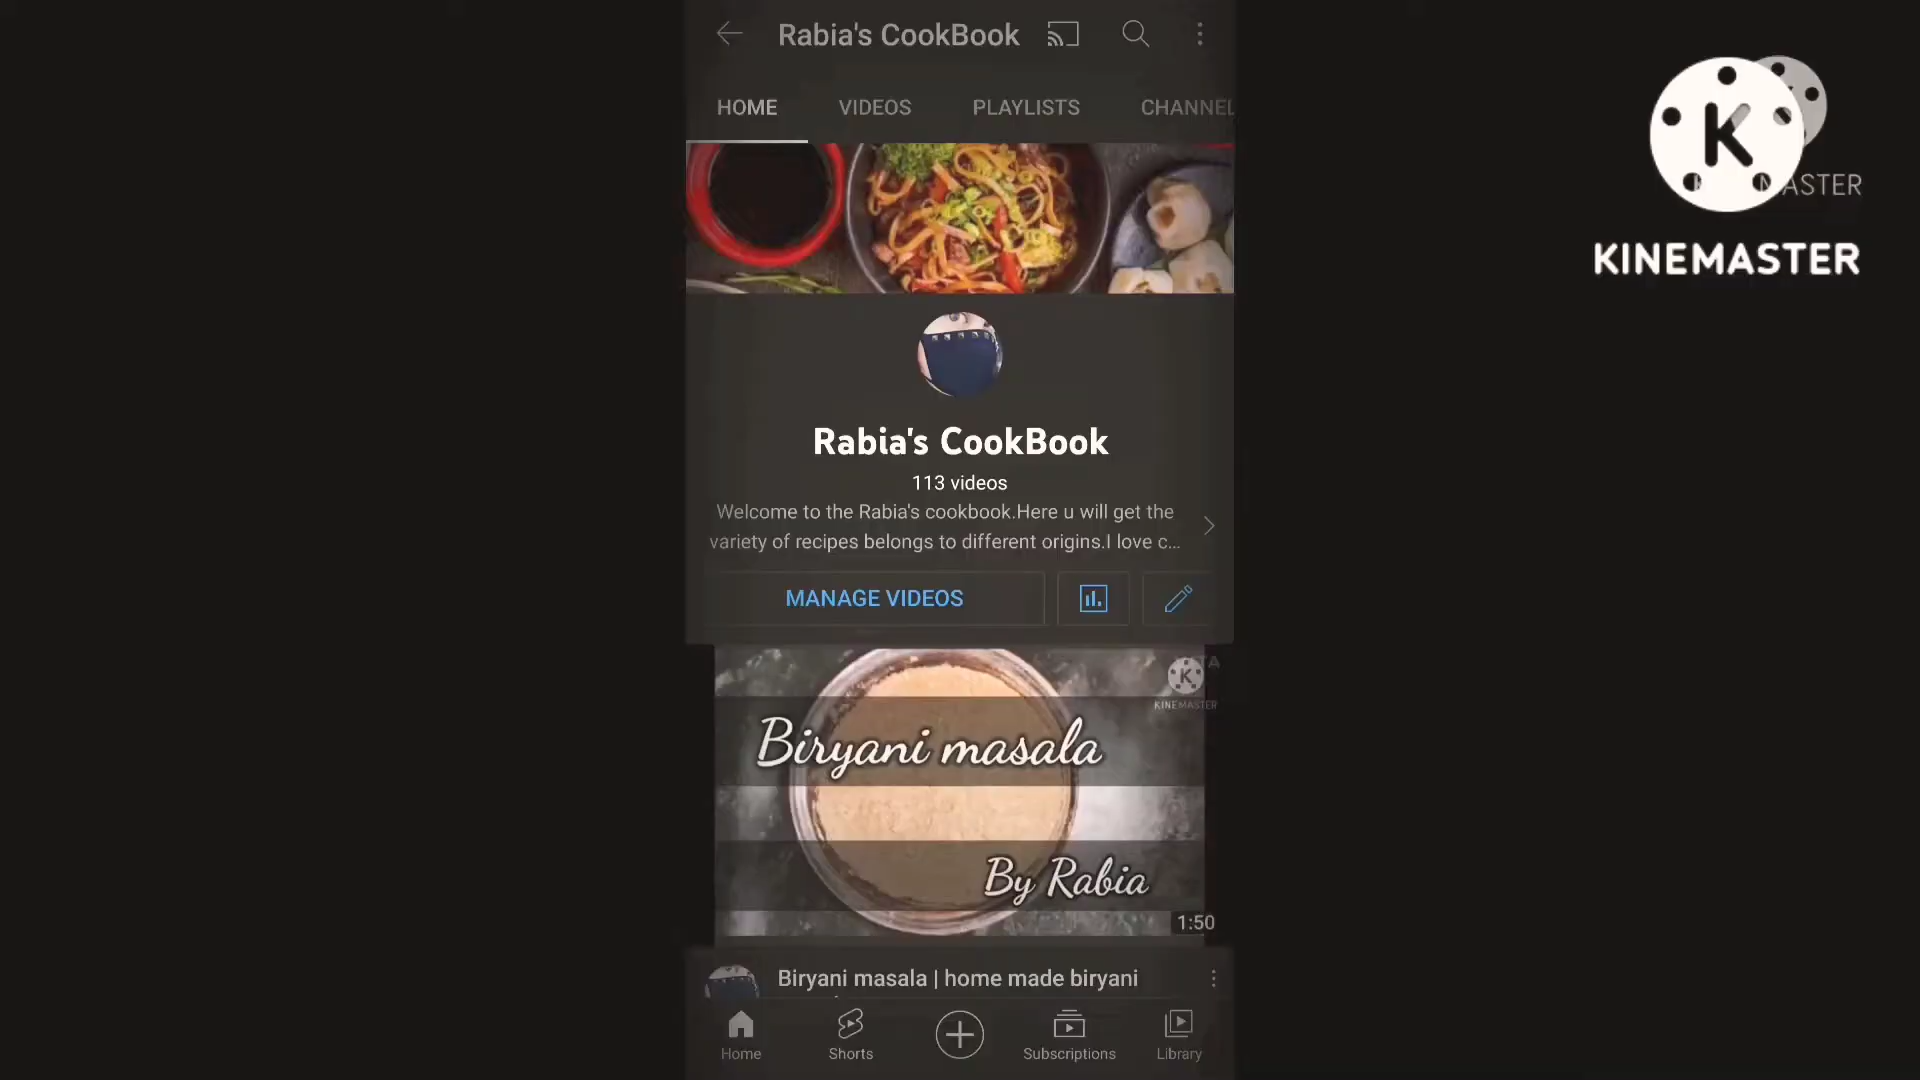 Rabia's CookBook
HOME VIDEOS PLAYLISTS CHANNEL
KINEMASTER
Rabia's CookBook
113 videos
Welcome to the Rabia's cookbook.Here u will get the
variety of recipes belongs to different origins.I love c...
MANAGE VIDEOS
KINEMASTER
Biryani masala
By Rabia
1:50
Biryani masala | home made biryani
Home Shorts Subscriptions Library